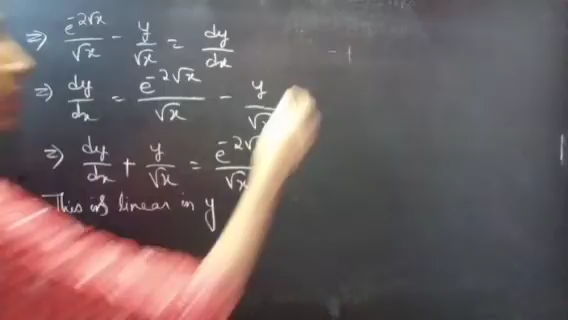 ⇒ e^{-2√x}/√x - y/√x = dy/dx
⇒ dy/dx = e^{-2√x}/√x - y/√x
⇒ dy/dx + y/√x = e^{-2√x}/√x
This is linear in y